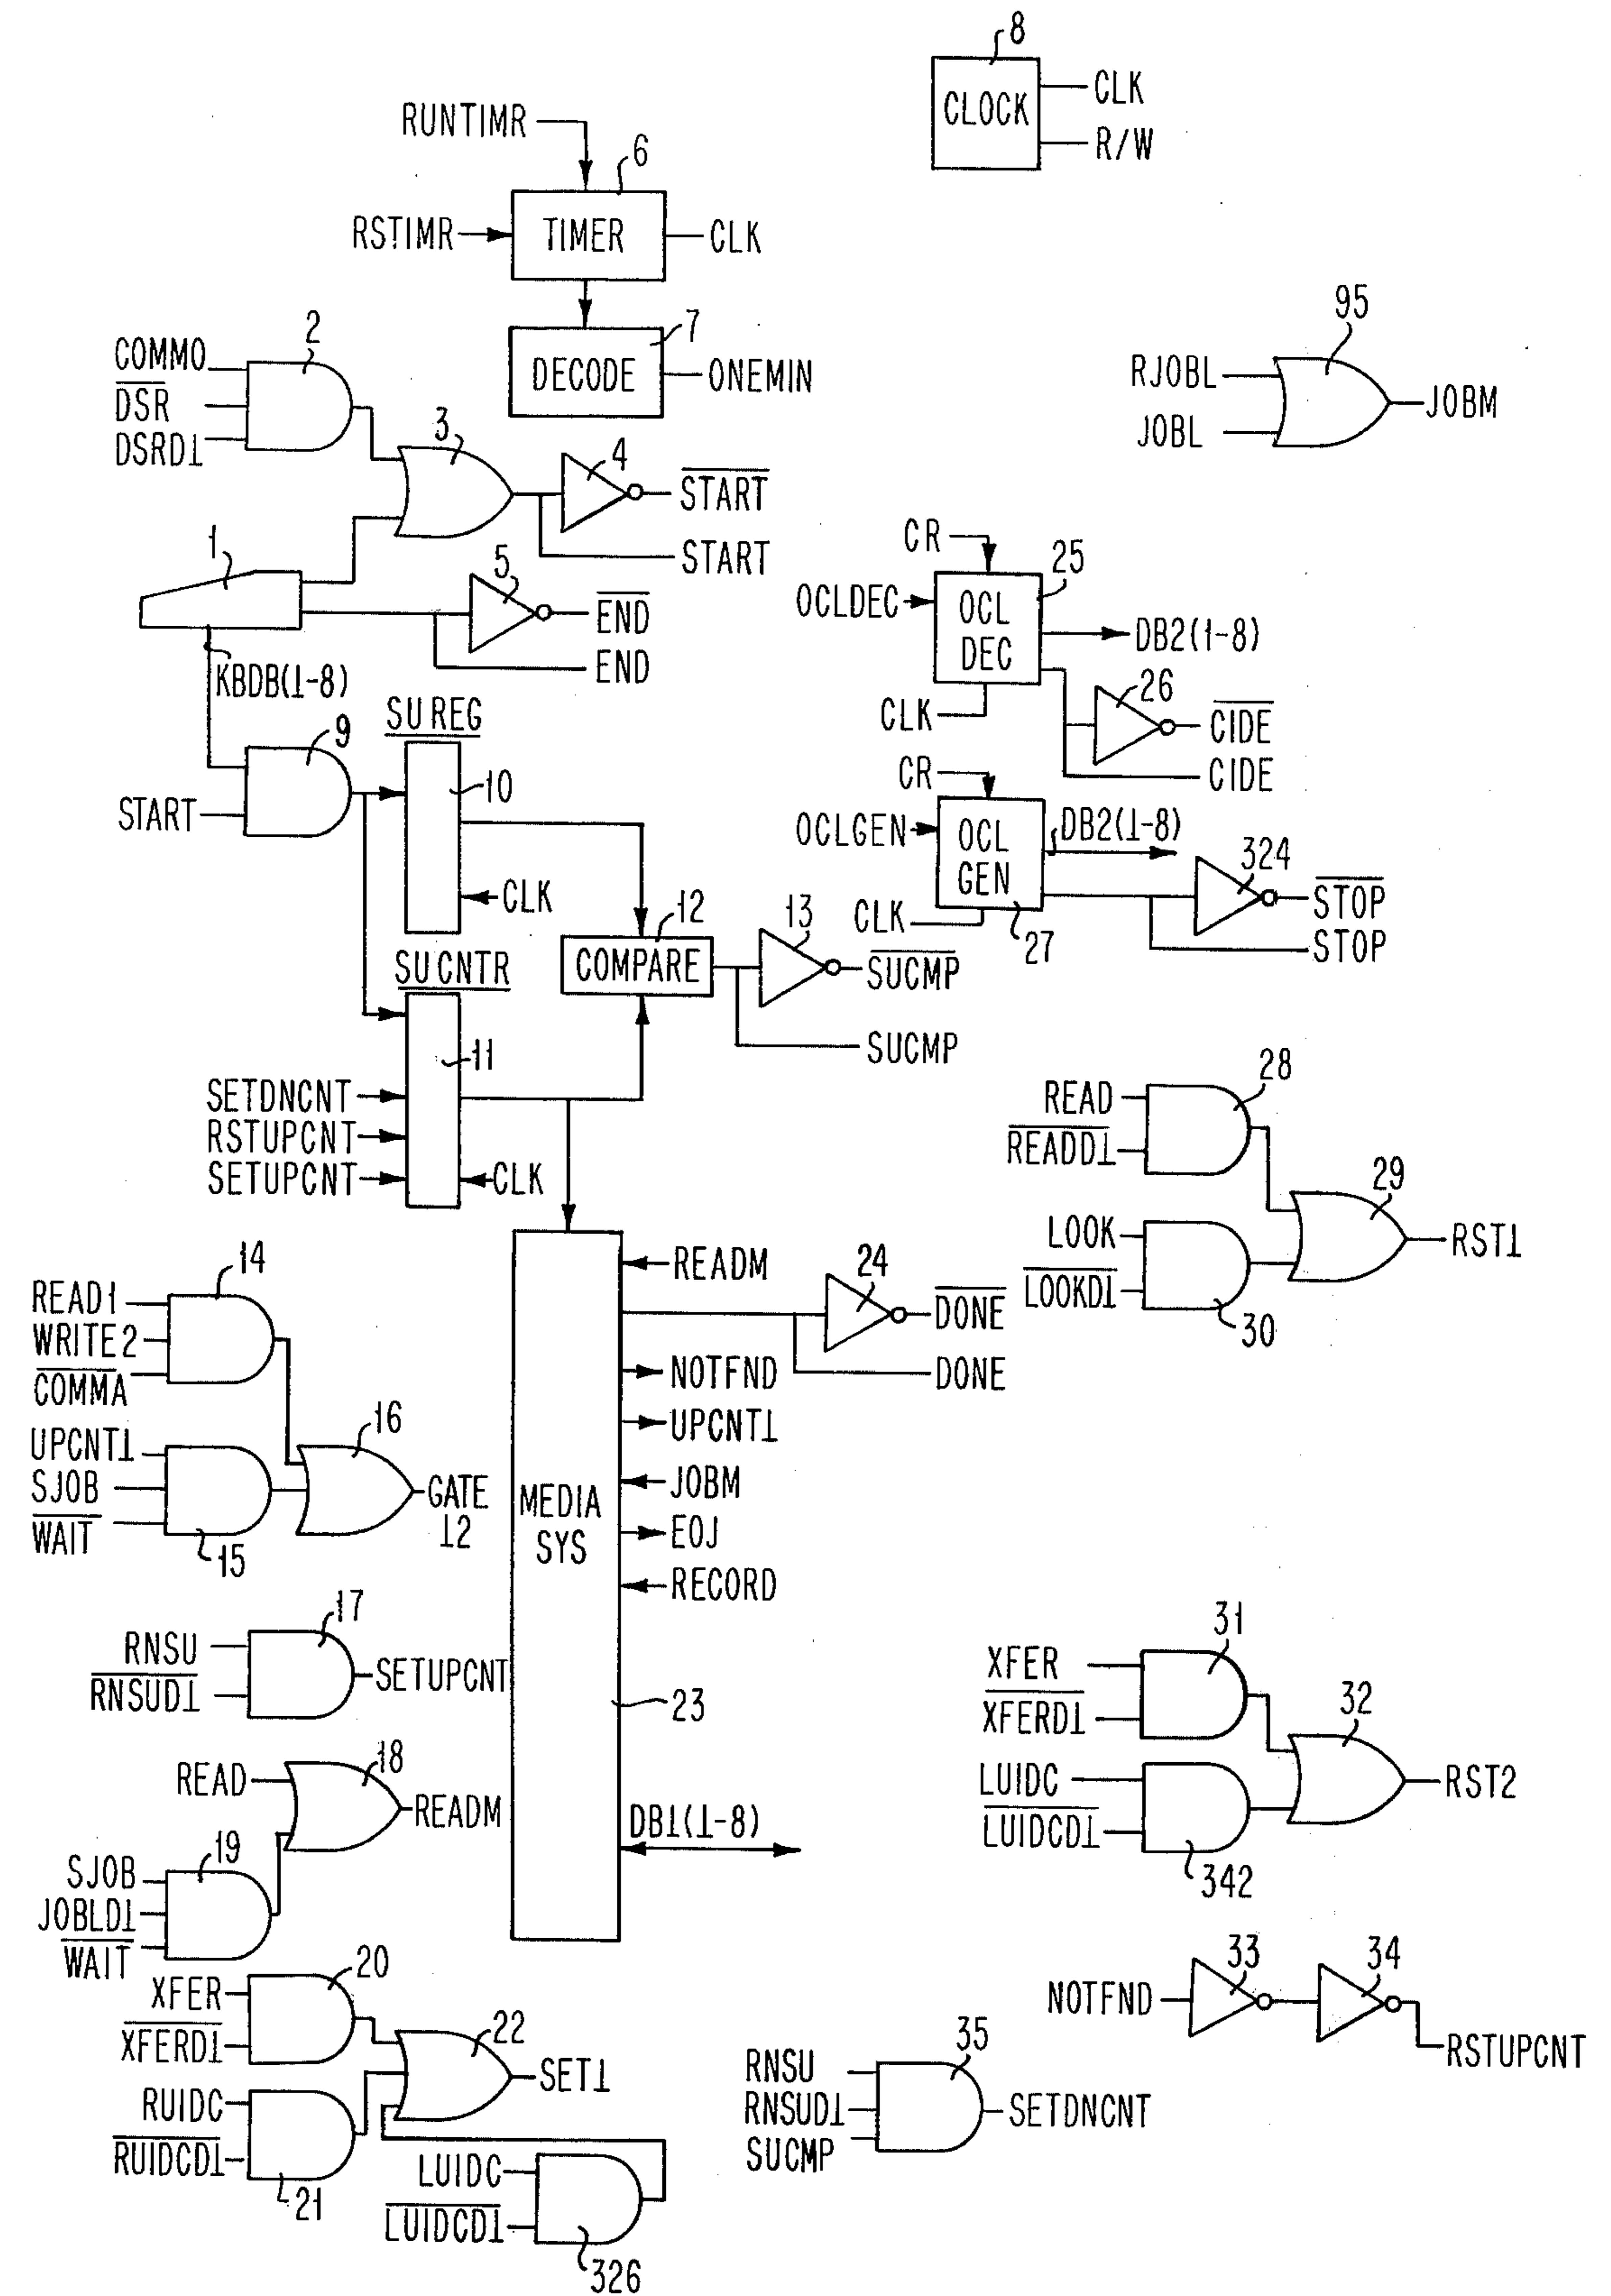 8
CLOCK
CLK
R/W
RUNTIMR
6
RSTIMR
TIMER
CLK
7
DECODE
ONEMIN
95
RJOBL
JOBL
JOBM
2
COMMO
DSR
DSRD1
3
4
START
START
1
5
END
END
KBDB(1-8)
CR
25
OCLDEC
OCL
DEC
DB2(1-8)
CLK
26
CIDE
CIDE
SU REG
9
10
START
CLK
CR
OCLGEN
OCL
GEN
DB2(1-8)
CLK
27
324
STOP
STOP
12
COMPARE
13
SUCMP
SUCMP
SU CNTR
11
SETDNCNT
RSTUPCNT
SETUPCNT
CLK
28
READ
READD1
29
LOOK
LOOKD1
RST1
30
14
READ1
WRITE2
COMMA
UPCNT1
SJOB
WAIT
15
16
GATE
12
READM
24
DONE
DONE
NOTFND
UPCNT1
JOBM
EOJ
RECORD
MEDIA
SYS
23
DB1(1-8)
17
RNSU
RNSUD1
SETUPCNT
18
READ
READM
19
SJOB
JOBLD1
WAIT
31
XFER
XFERD1
32
LUIDC
LUIDCD1
RST2
342
20
XFER
XFERD1
22
SET1
RUIDC
RUIDCD1
21
LUIDC
LUIDCD1
326
33
34
NOTFND
RSTUPCNT
35
RNSU
RNSUD1
SUCMP
SETDNCNT